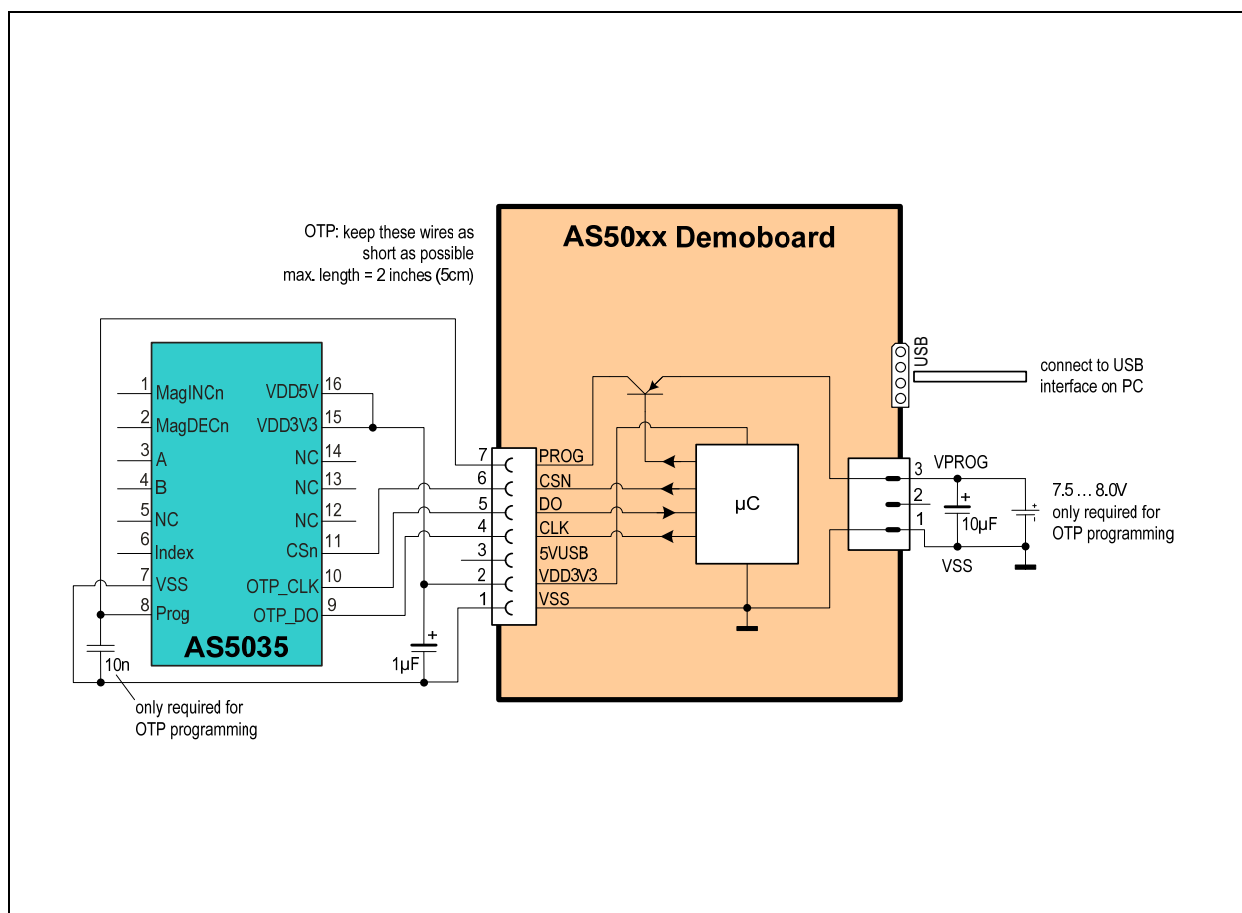 AS50xx Demoboard
OTP: keep these wires as
short as possible
max. length = 2 inches (5cm)
USB
connect to USB
interface on PC
1 MagINCn
2 MagDECn
3 A
4 B
5 NC
6 Index
7 VSS
8 Prog
VDD5V 16
VDD3V3 15
NC 14
NC 13
NC 12
CSn 11
OTP_CLK 10
OTP_DO 9
AS5035
10n
only required for
OTP programming
1µF
+
7 PROG
6 CSN
5 DO
4 CLK
3 5VUSB
2 VDD3V3
1 VSS
µC
3 VPROG
2
1
VSS
+
10µF
+
-
7.5 ... 8.0V
only required for
OTP programming